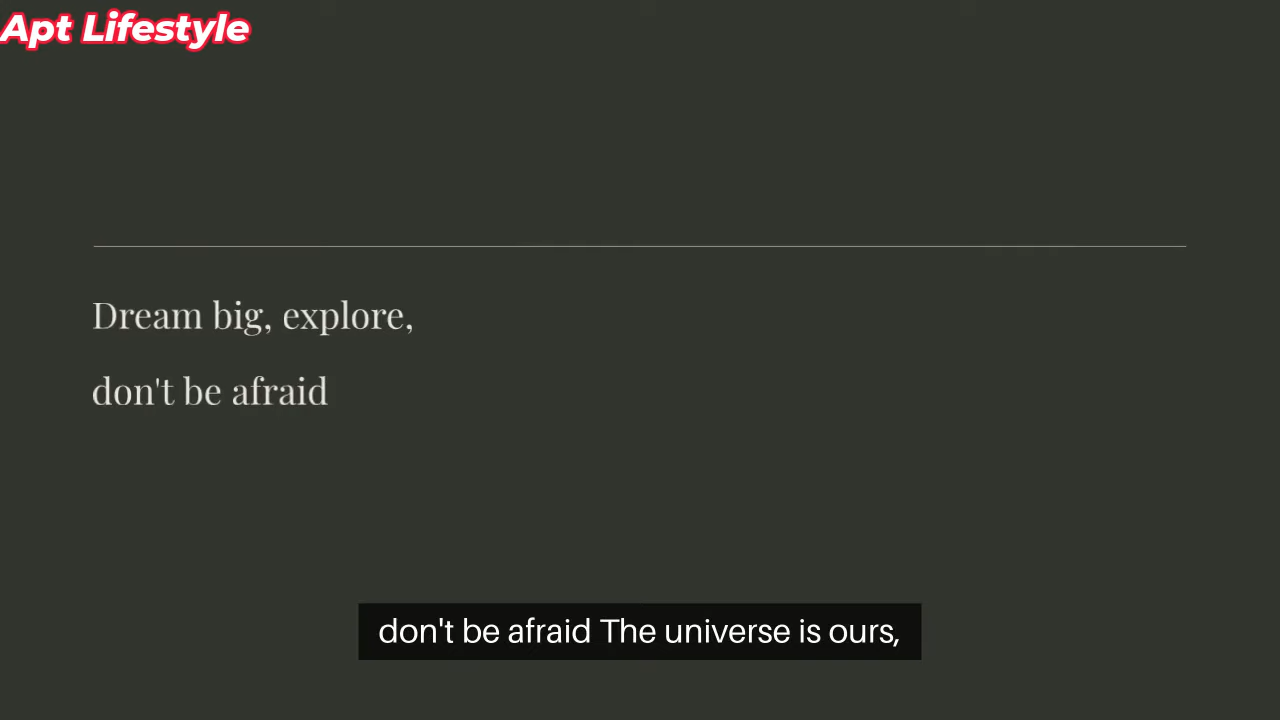 Apt Lifestyle
Dream big, explore,
don't be afraid
don't be afraid The universe is ours,